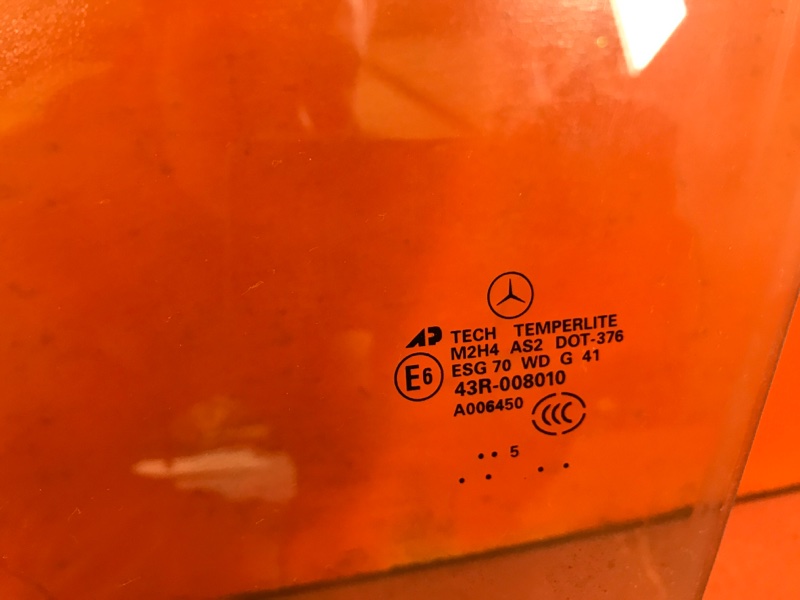 AP TECH TEMPERLITE
M2H4 AS2 DOT-376
E6 ESG 70 WD G 41
43R-008010
A006450 CCC
.. 5
.. ..